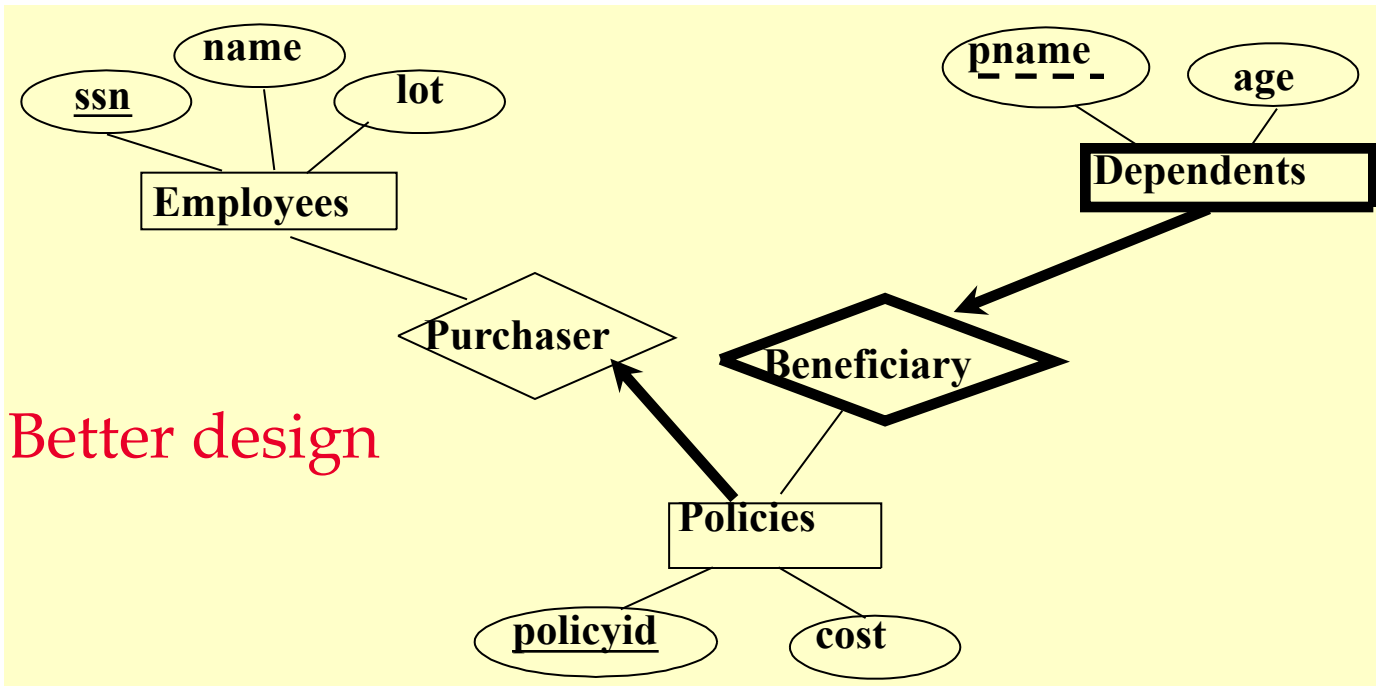 name
pname
ssn
lot
age
Dependents
Employees
Purchaser
Beneficiary
Better design
Policies
policyid
cost